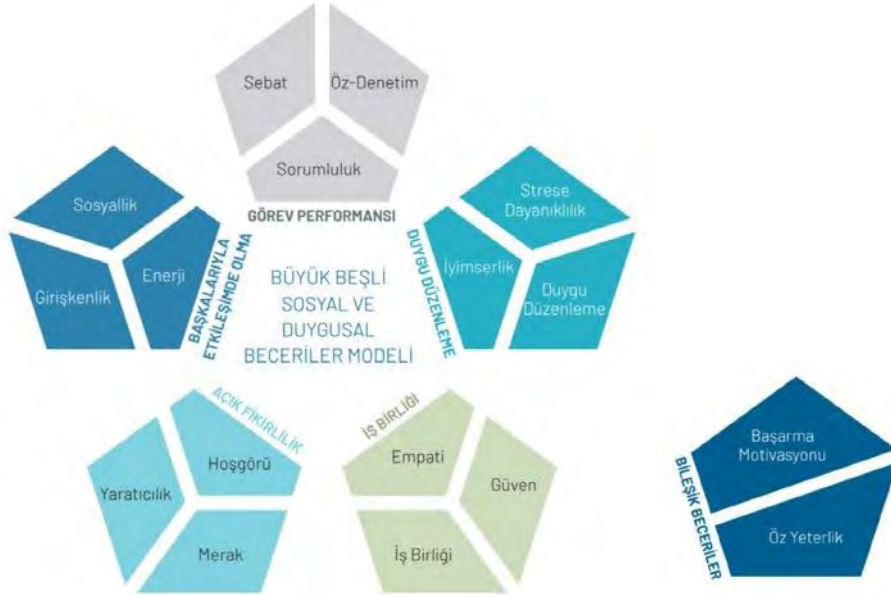 Sebat
Öz-Denetim
Sorumluluk
GÖREV PERFORMANSI
Sosyallik
Enerji
Girişkenlik
BAŞKALARIYLA
ETKİLEŞİMDE OLMA
Strese
Dayanıklılık
İyimserlik
Duygu
Düzenleme
DUYGU DÜZENLEME
BÜYÜK BEŞLİ
SOSYAL VE
DUYGUSAL
BECERİLER MODELİ
AÇIK FİKİRLİLİK
Hoşgörü
Yaratıcılık
Merak
İŞ BİRLİĞİ
Empati
Güven
İş Birliği
BİLEŞİK BECERİLER
Başarma
Motivasyonu
Öz Yeterlik